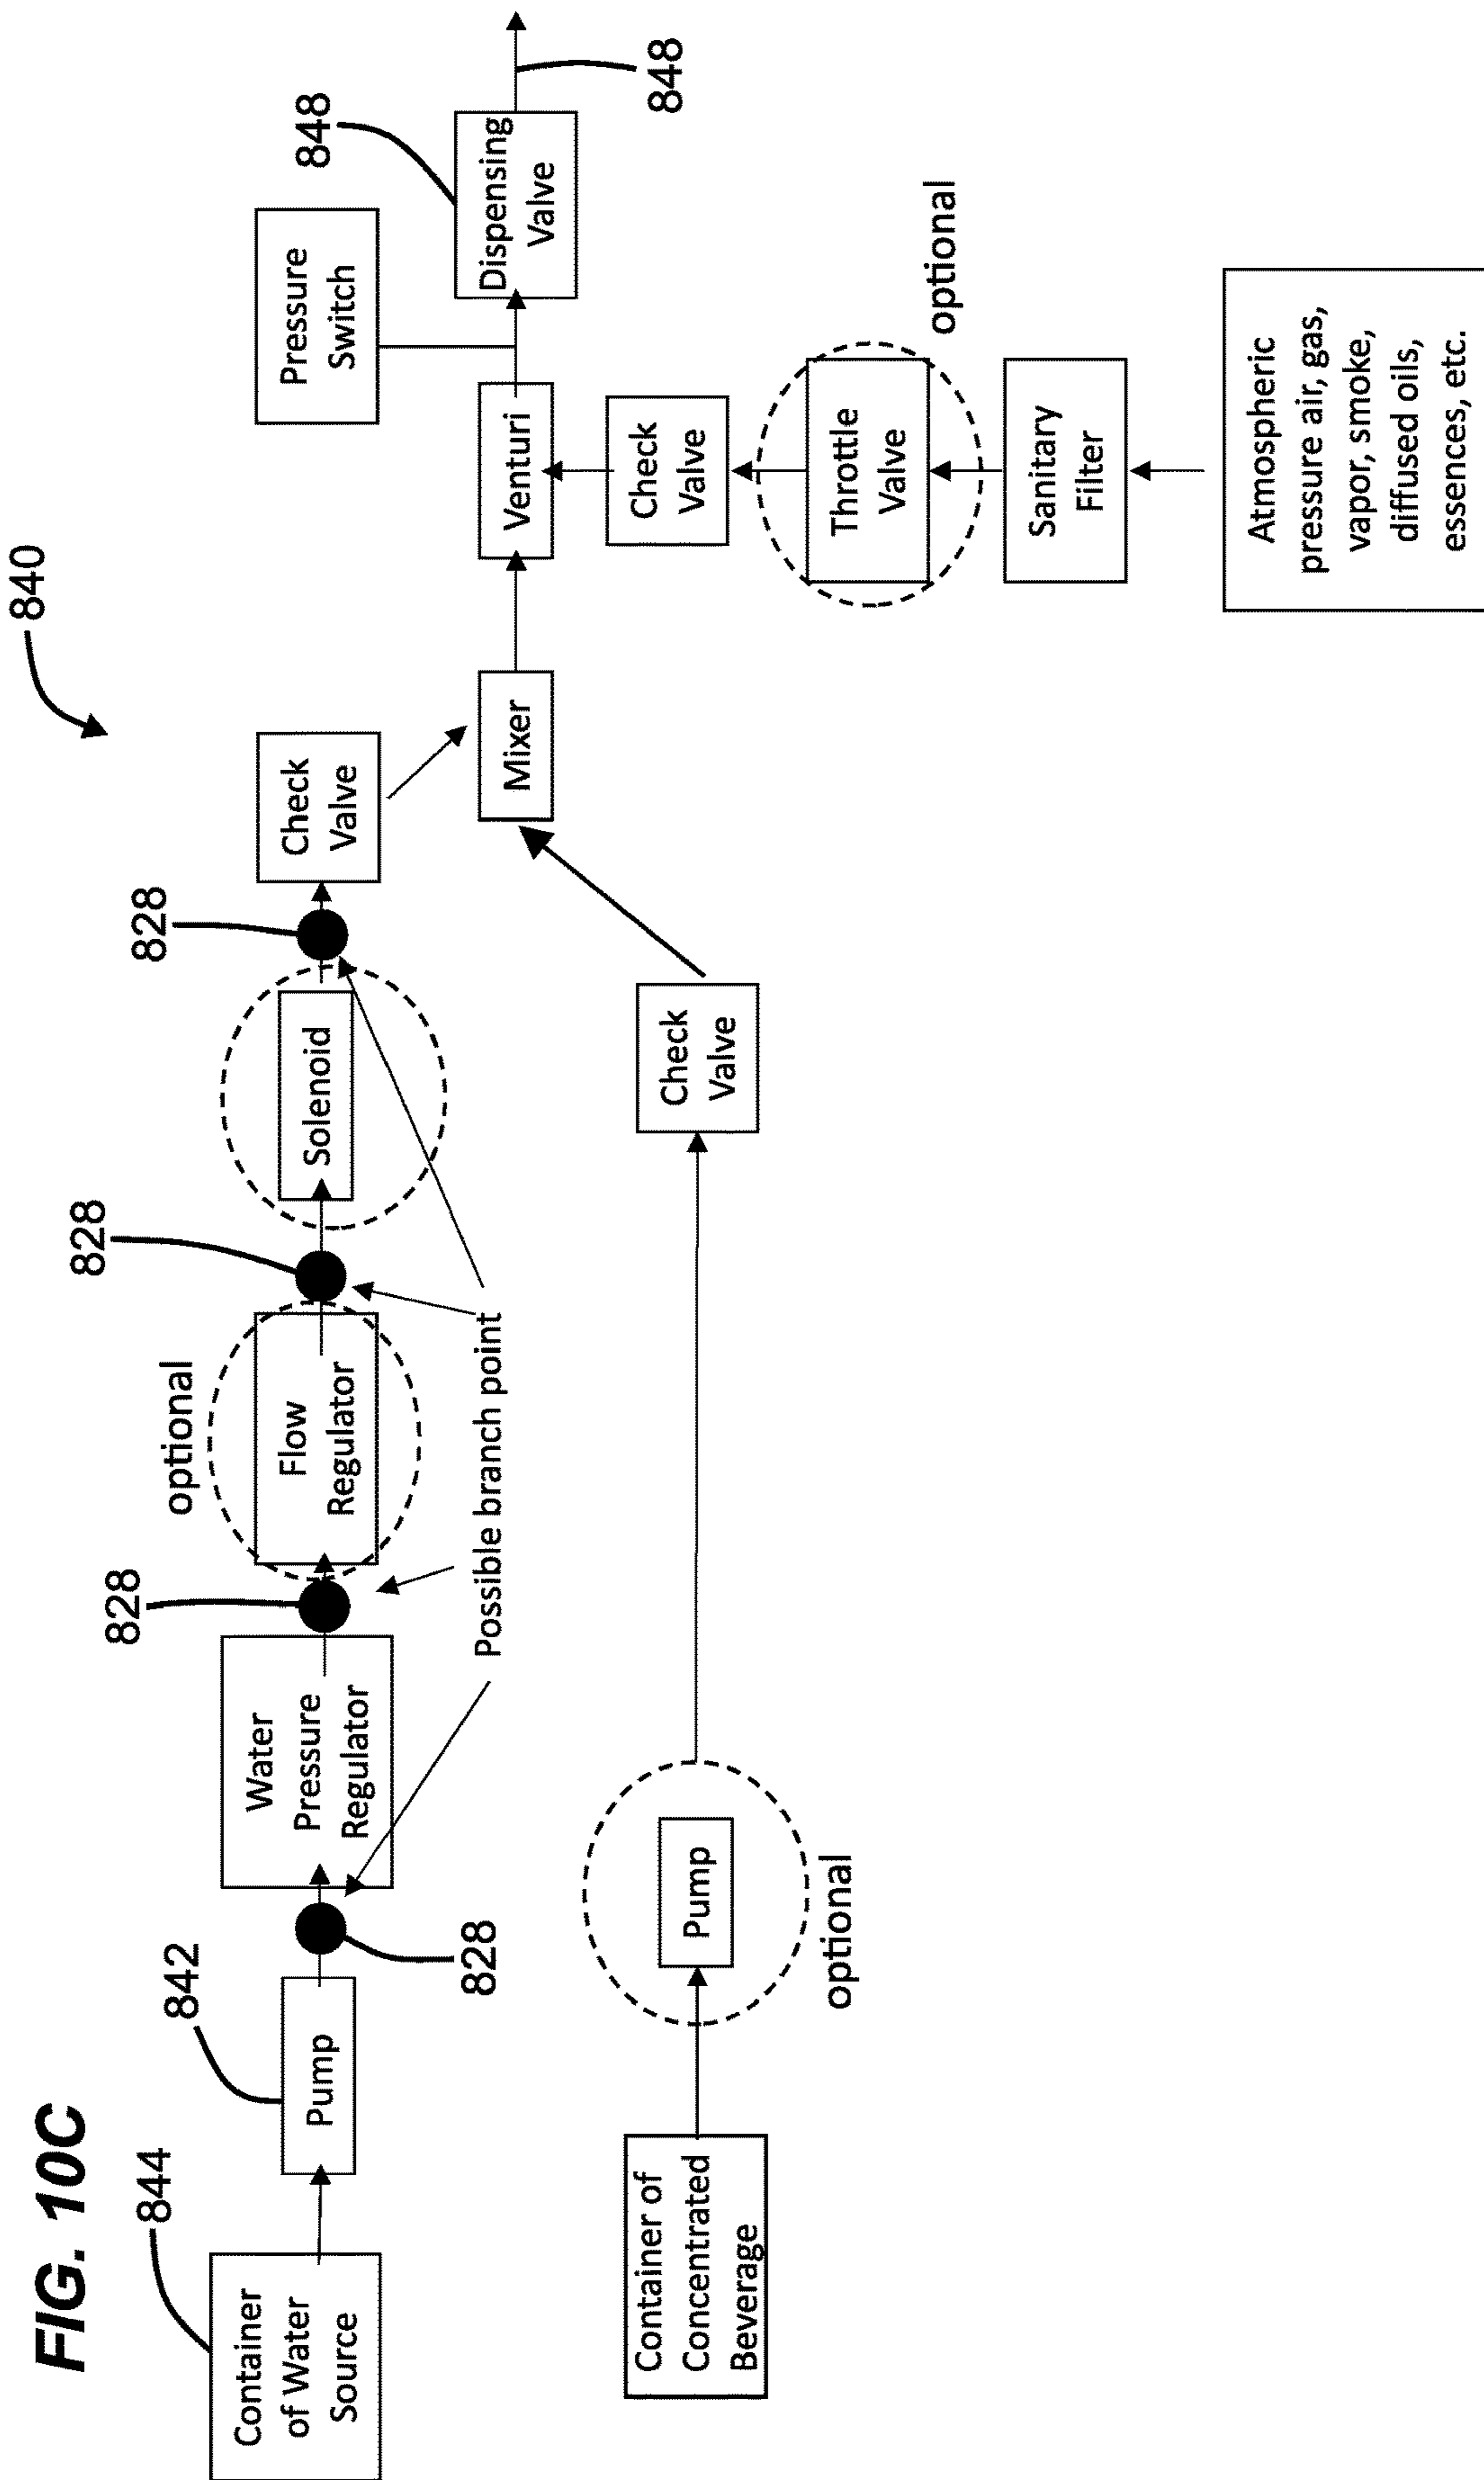 FIG. 10C
840
844
Container
of Water
Source
842
Pump
828
Water
Pressure
Regulator
828
optional
Flow
Regulator
828
Solenoid
828
Check
Valve
Possible branch point
Mixer
Venturi
Pressure
Switch
848
Dispensing
Valve
848
Container of
Concentrated
Beverage
Pump
optional
Check
Valve
Check
Valve
Throttle
Valve
optional
Sanitary
Filter
Atmospheric
pressure air, gas,
vapor, smoke,
diffused oils,
essences, etc.